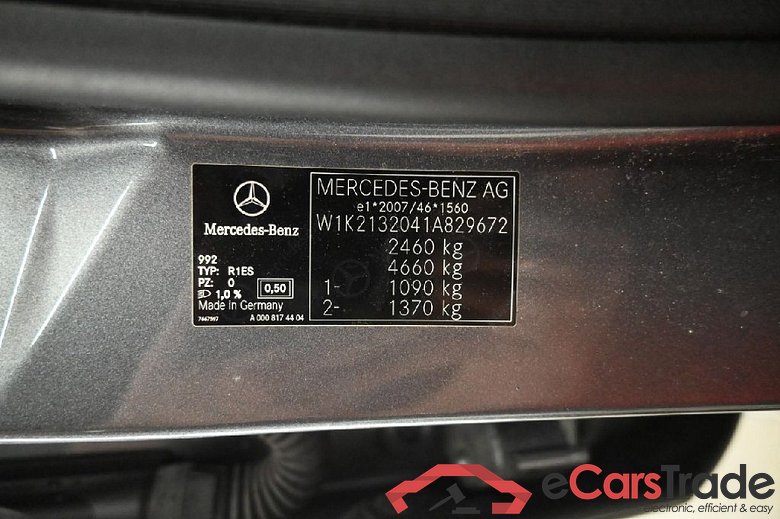 Mercedes-Benz
992
TYP: R1ES
PZ: 0
1,0 % 0,50
Made in Germany
A 000 817 44 04
MERCEDES-BENZ AG
e1*2007/46*1560
W1K2132041A829672
2460 kg
4660 kg
1- 1090 kg
2- 1370 kg
eCarsTrade
electronic, efficient & easy